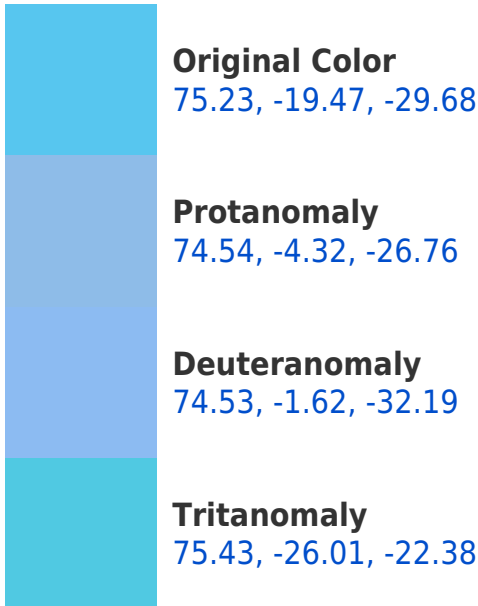 Original Color
75.23, -19.47, -29.68
Protanomaly
74.54, -4.32, -26.76
Deuteranomaly
74.53, -1.62, -32.19
Tritanomaly
75.43, -26.01, -22.38